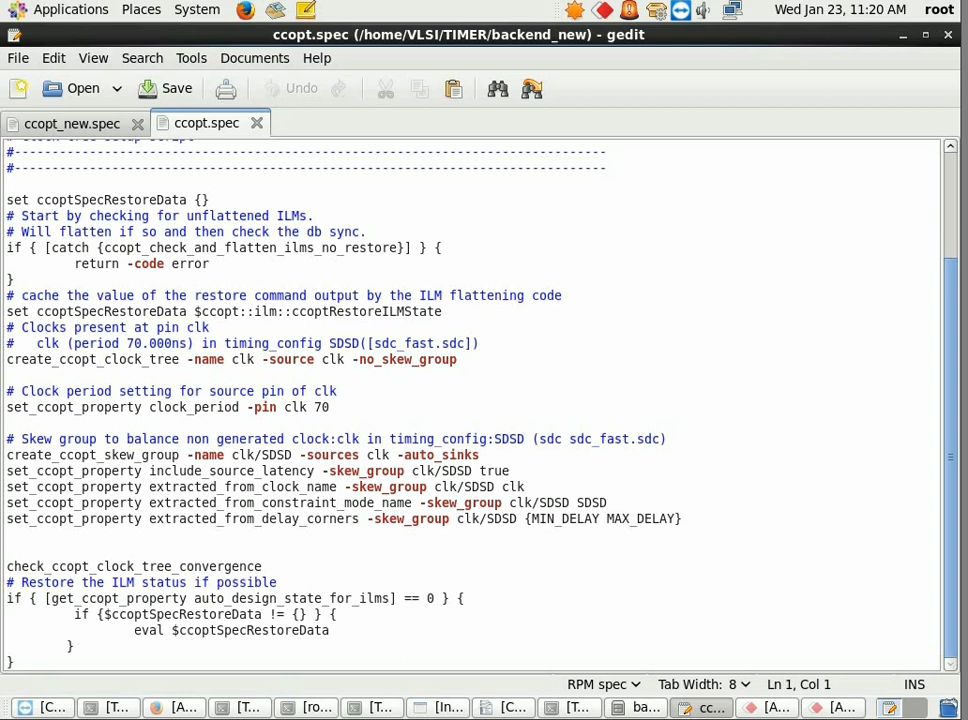 Applications Places System Wed Jan 23, 11:20 AM root
ccopt.spec (/home/VLSI/TIMER/backend_new) - gedit
File Edit View Search Tools Documents Help
Open Save Undo
ccopt_new.spec ccopt.spec
#--------------------------------------------------------------------------------
#--------------------------------------------------------------------------------
set ccoptSpecRestoreData {}
# Start by checking for unflattened ILMs.
# Will flatten if so and then check the db sync.
if { [catch {ccopt_check_and_flatten_ilms_no_restore}] } {
return -code error
}
# cache the value of the restore command output by the ILM flattening code
set ccoptSpecRestoreData $ccopt::ilm::ccoptRestoreILMState
# Clocks present at pin clk
#   clk (period 70.000ns) in timing_config SDSD([sdc_fast.sdc])
create_ccopt_clock_tree -name clk -source clk -no_skew_group
# Clock period setting for source pin of clk
set_ccopt_property clock_period -pin clk 70
# Skew group to balance non generated clock:clk in timing_config:SDSD (sdc sdc_fast.sdc)
create_ccopt_skew_group -name clk/SDSD -sources clk -auto_sinks
set_ccopt_property include_source_latency -skew_group clk/SDSD true
set_ccopt_property extracted_from_clock_name -skew_group clk/SDSD clk
set_ccopt_property extracted_from_constraint_mode_name -skew_group clk/SDSD SDSD
set_ccopt_property extracted_from_delay_corners -skew_group clk/SDSD {MIN_DELAY MAX_DELAY}
check_ccopt_clock_tree_convergence
# Restore the ILM status if possible
if { [get_ccopt_property auto_design_state_for_ilms] == 0 } {
if {$ccoptSpecRestoreData != {} } {
eval $ccoptSpecRestoreData
}
}
RPM spec Tab Width: 8 Ln 1, Col 1 INS
[C... [T... [A... [T... [ro... [T... [In... [C... [T... ba... cc... [A... [A...